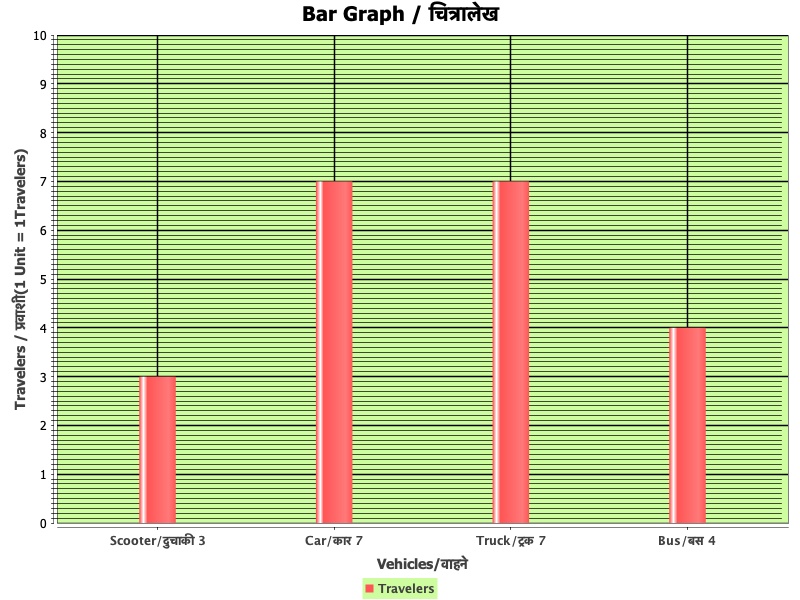 Bar Graph / चित्रालेख
Travelers / प्रवाशी(1 Unit = 1Travelers)
10
9
8
7
6
5
4
3
2
1
0
Scooter/दुचाकी 3 Car/कार 7 Truck/ट्रक 7 Bus/बस 4
Vehicles/वाहने
Travelers